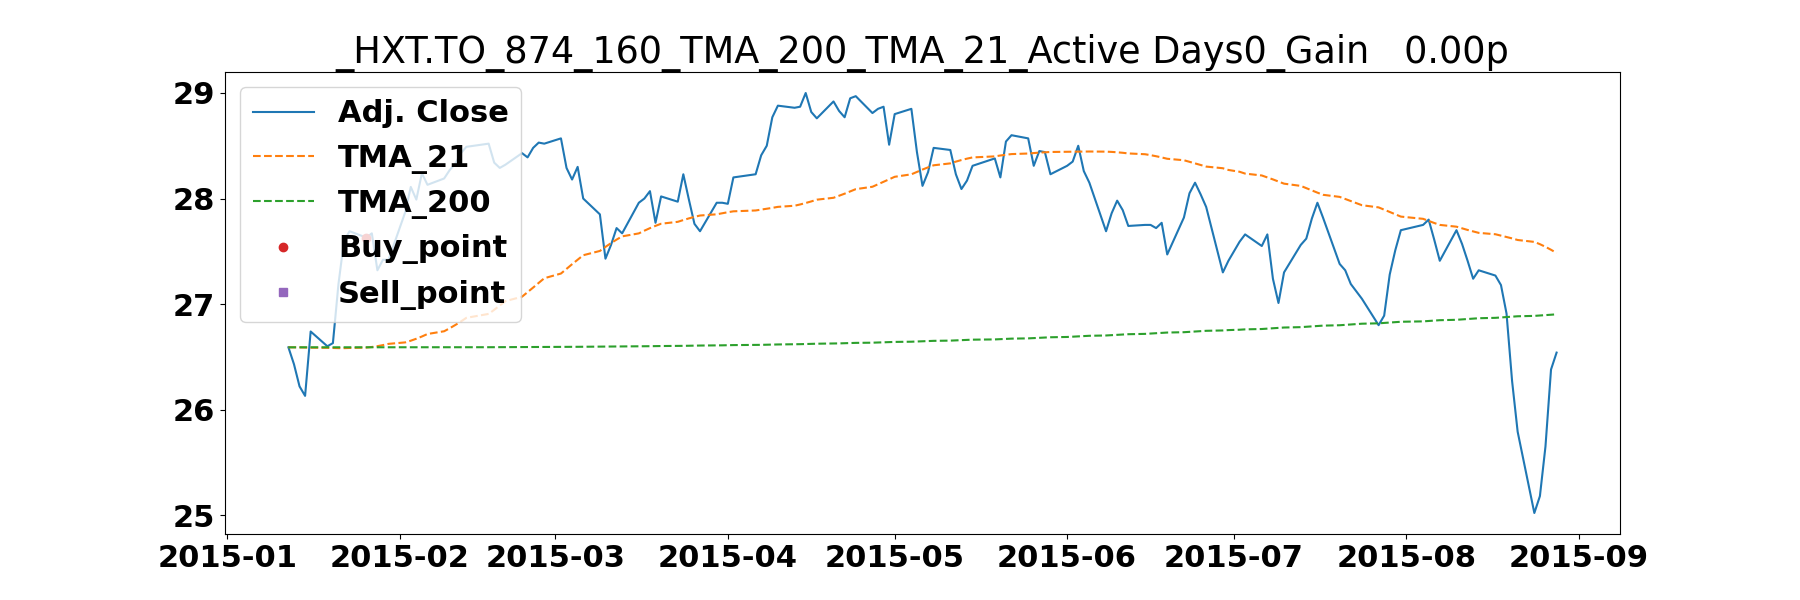 _HXT.TO_874_160_TMA_200_TMA_21_Active Days0_Gain   0.00p
29
28
27
26
25
Adj. Close
TMA_21
TMA_200
Buy_point
Sell_point
2015-01 2015-02 2015-03 2015-04 2015-05 2015-06 2015-07 2015-08 2015-09